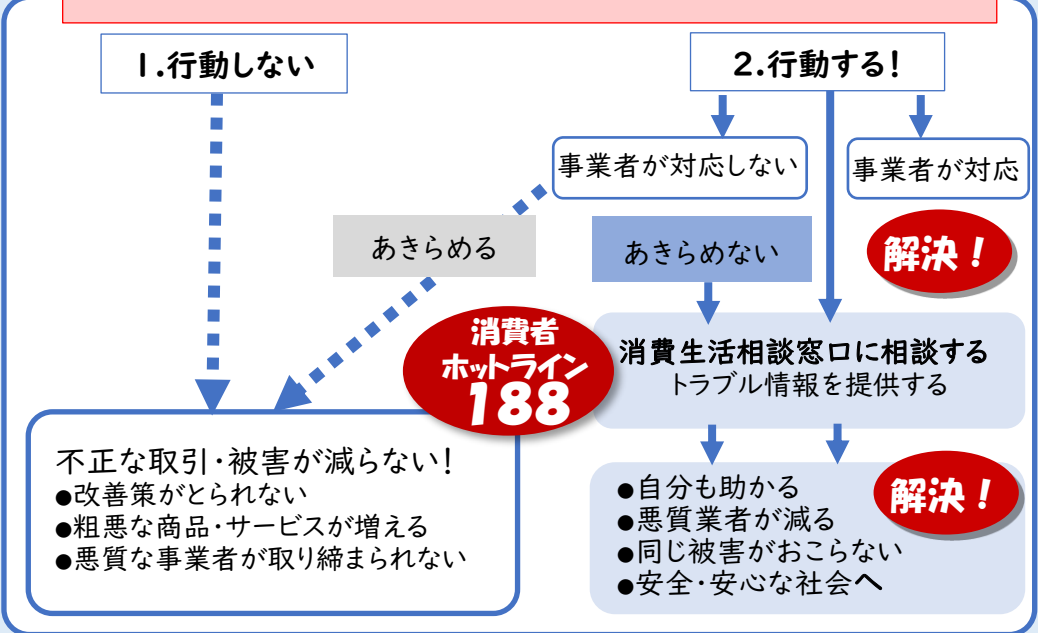 1.行動しない
2.行動する!
事業者が対応しない
事業者が対応
解決！
あきらめる
あきらめない
消費者
ホットライン
188
消費生活相談窓口に相談する
トラブル情報を提供する
不正な取引・被害が減らない!
●改善策がとられない
●粗悪な商品・サービスが増える
●悪質な事業者が取り締まられない
解決！
●自分も助かる
●悪質業者が減る
●同じ被害がおこらない
●安全・安心な社会へ